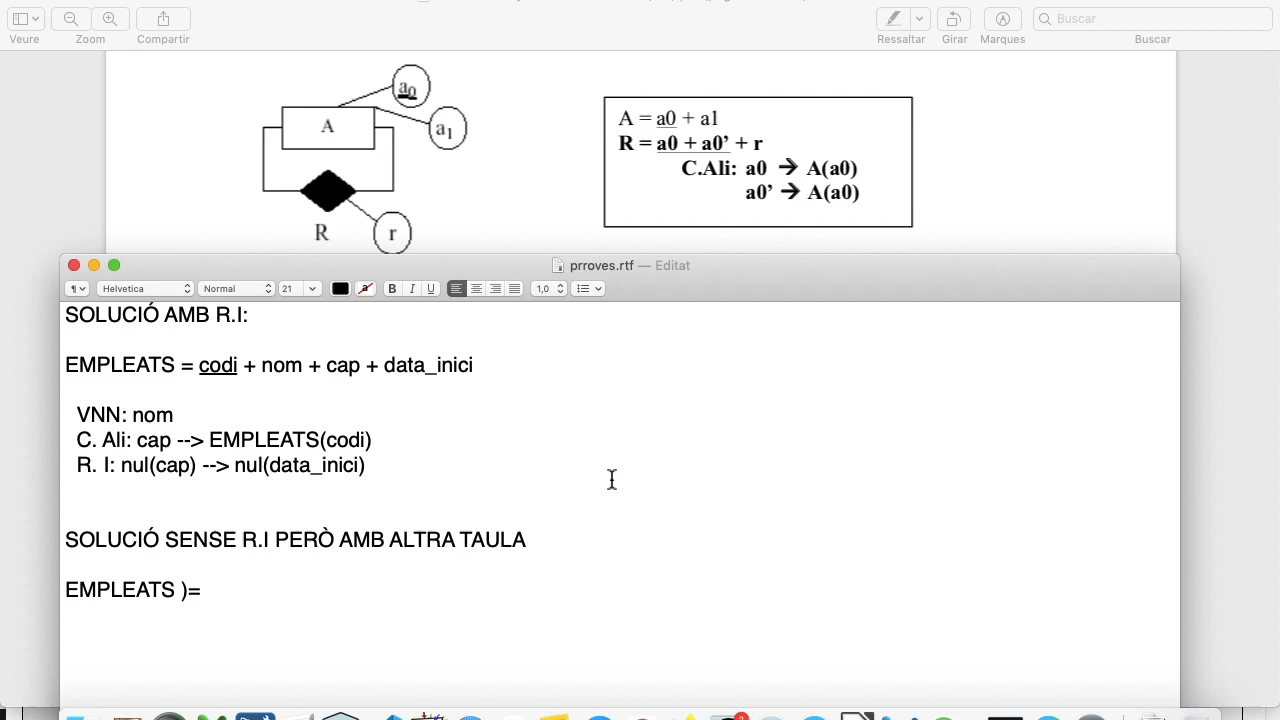 Veure
Zoom
Compartir
Ressaltar
Girar
Marques
Buscar
Buscar
a0
A
a1
R
r
A = a0 + a1
R = a0 + a0’ + r
C.Ali: a0 → A(a0)
a0’ → A(a0)
prroves.rtf — Editat
¶
Helvetica
Normal
21
a
B
I
U
1,0
SOLUCIÓ AMB R.I:
EMPLEATS = codi + nom + cap + data_inici
VNN: nom
C. Ali: cap --> EMPLEATS(codi)
R. I: nul(cap) --> nul(data_inici)
SOLUCIÓ SENSE R.I PERÒ AMB ALTRA TAULA
EMPLEATS )=